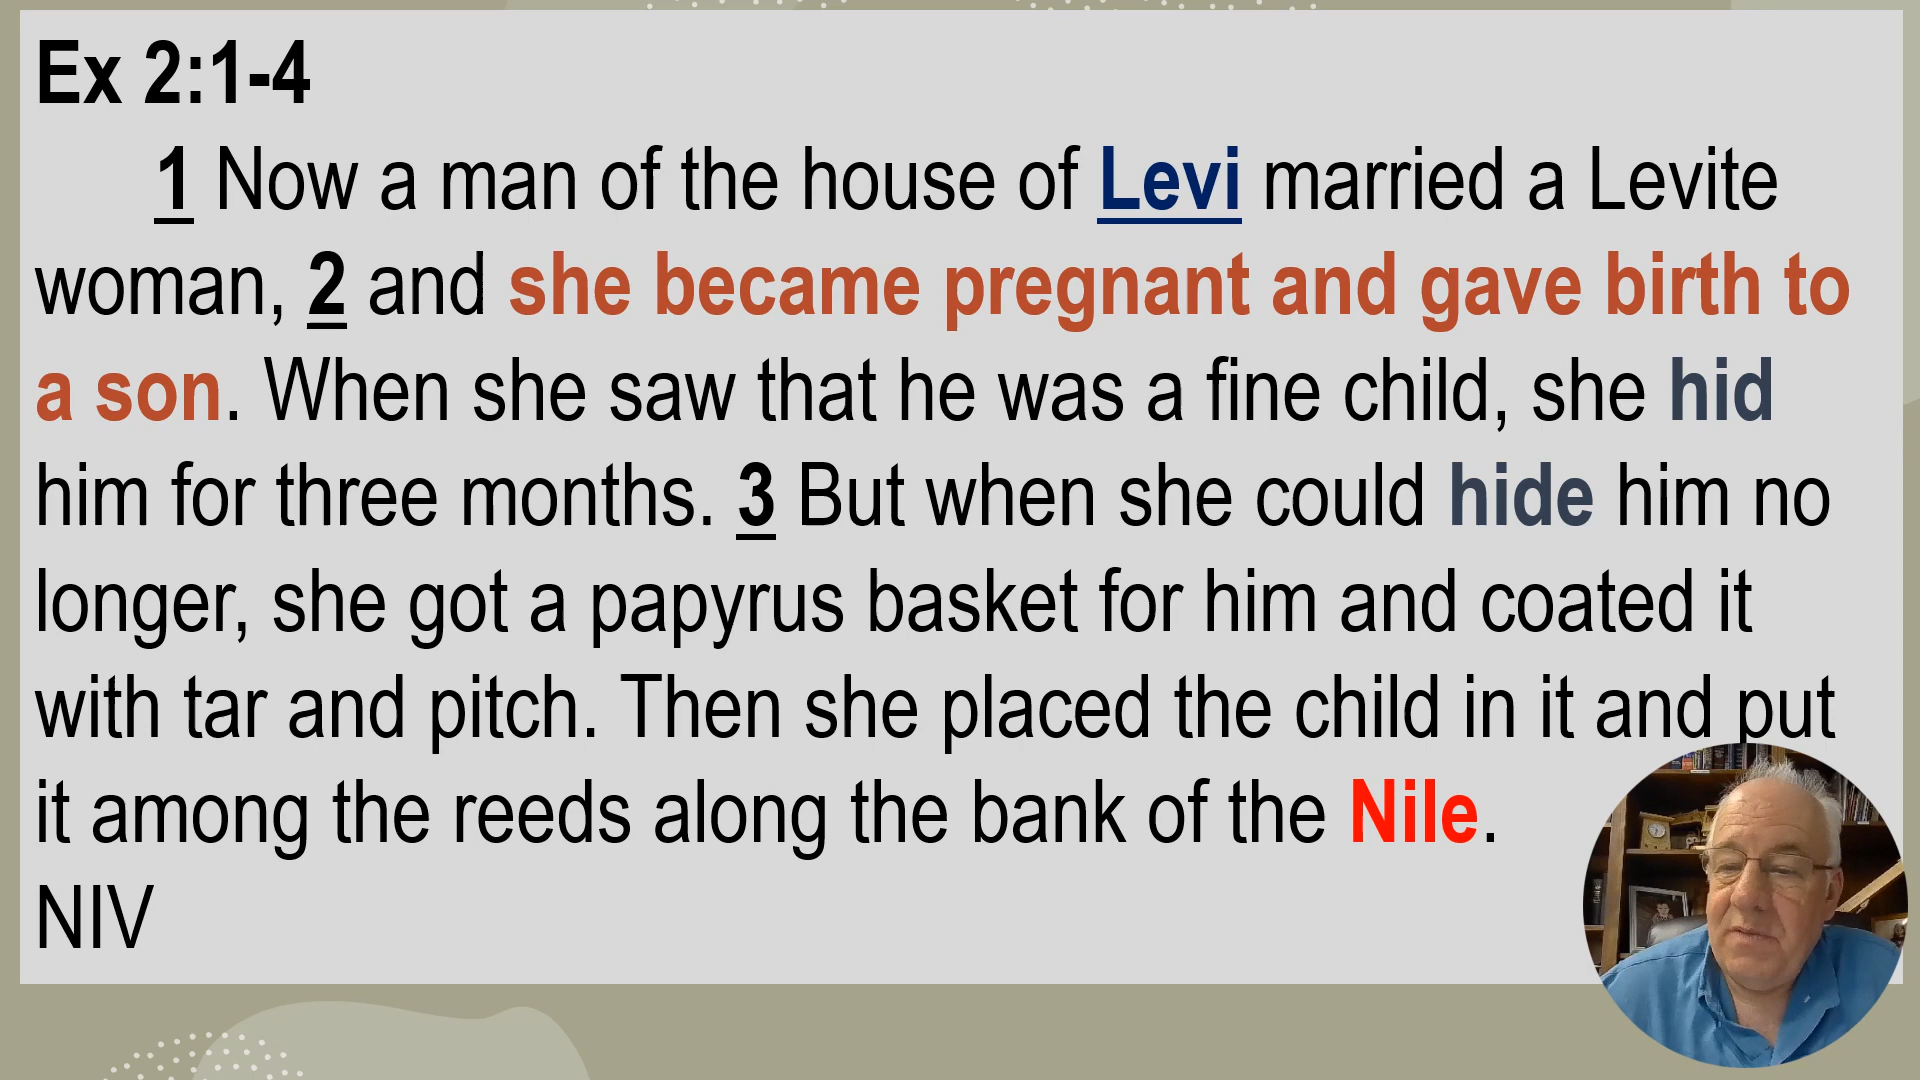 Ex 2:1-4
1 Now a man of the house of Levi married a Levite
woman, 2 and she became pregnant and gave birth to
a son. When she saw that he was a fine child, she hid
him for three months. 3 But when she could hide him no
longer, she got a papyrus basket for him and coated it
with tar and pitch. Then she placed the child in it and put
it among the reeds along the bank of the Nile.
NIV